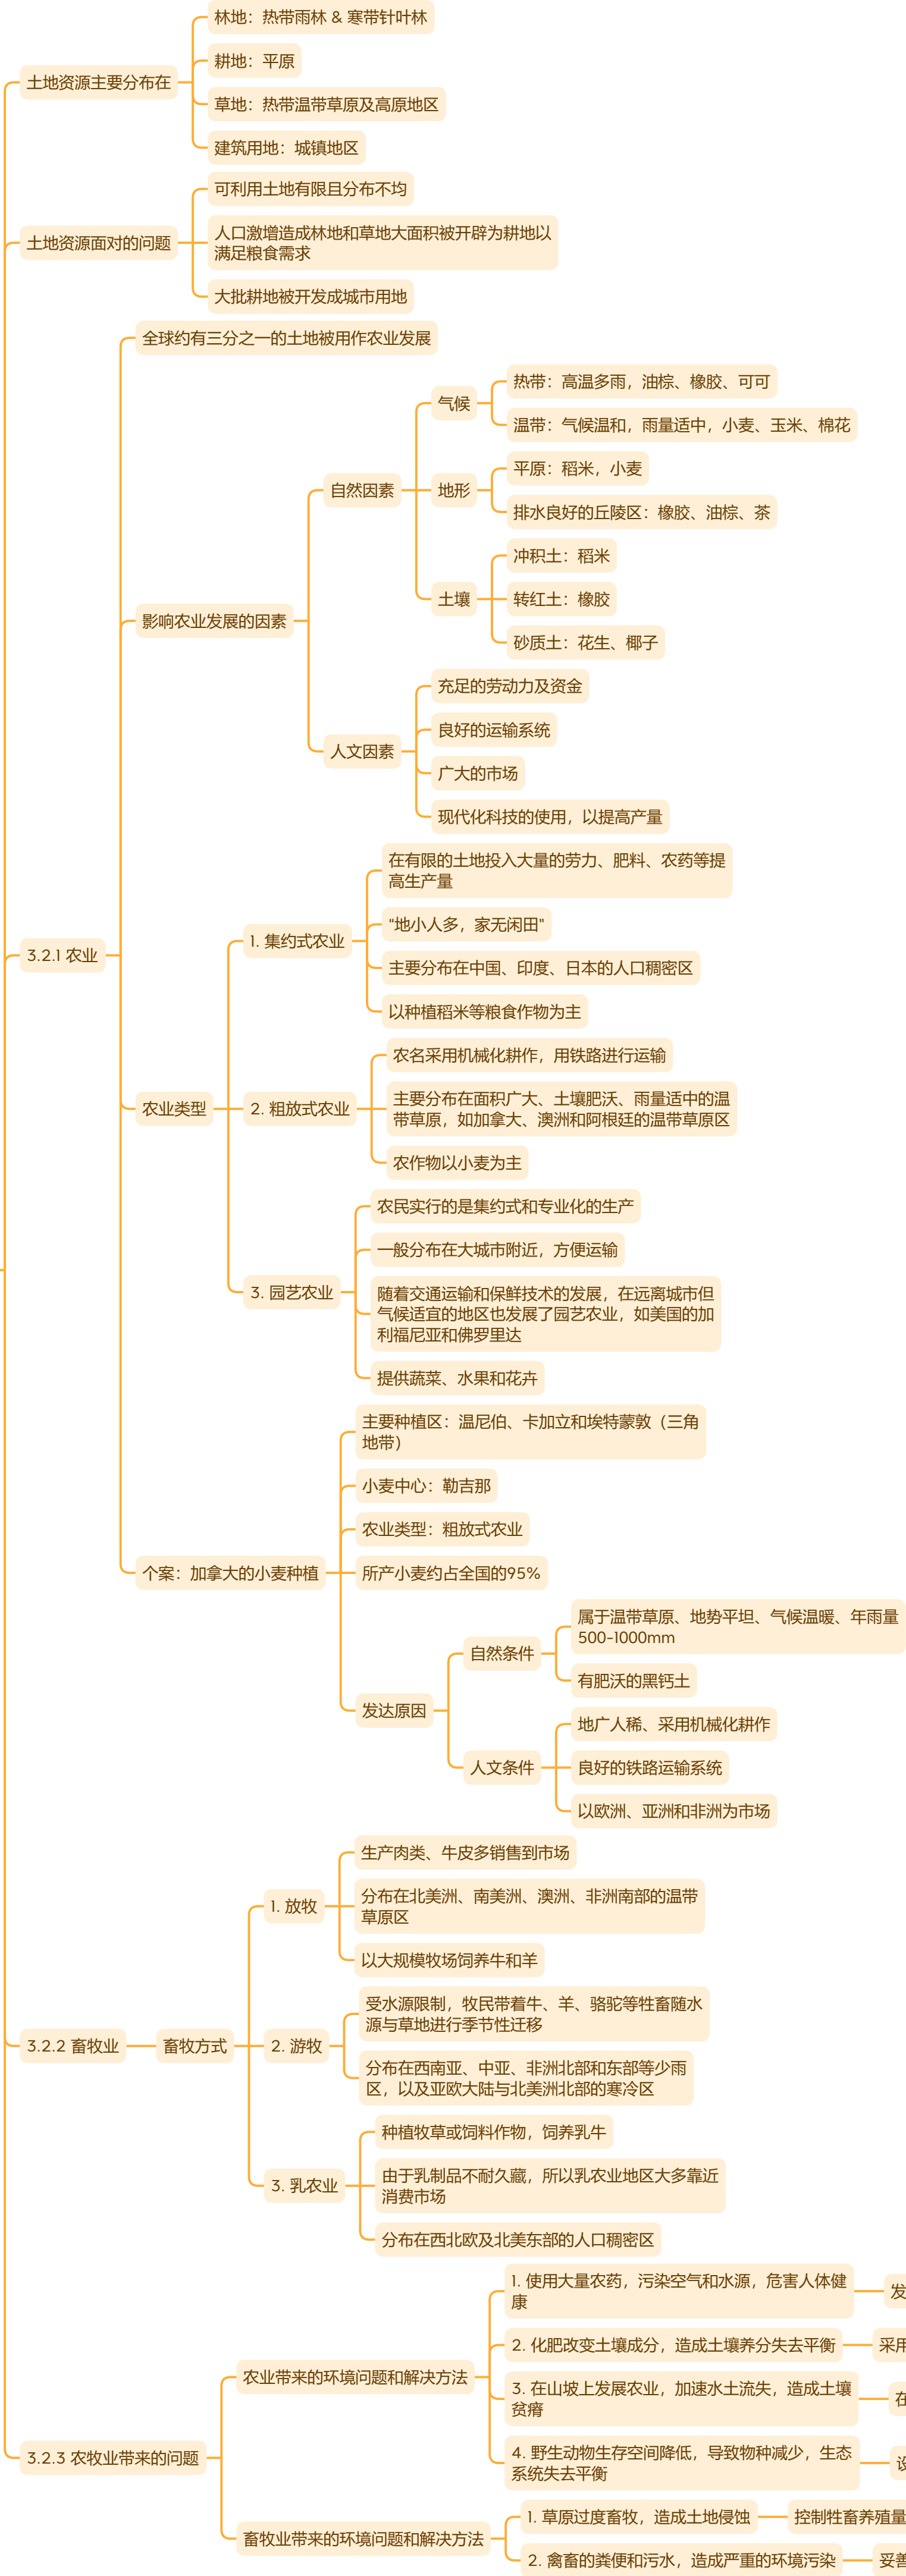 土地资源主要分布在
林地：热带雨林 & 寒带针叶林
耕地：平原
草地：热带温带草原及高原地区
建筑用地：城镇地区
土地资源面对的问题
可利用土地有限且分布不均
人口激增造成林地和草地大面积被开辟为耕地以
满足粮食需求
大批耕地被开发成城市用地
3.2.1 农业
全球约有三分之一的土地被用作农业发展
影响农业发展的因素
自然因素
气候
热带：高温多雨，油棕、橡胶、可可
温带：气候温和，雨量适中，小麦、玉米、棉花
地形
平原：稻米，小麦
排水良好的丘陵区：橡胶、油棕、茶
土壤
冲积土：稻米
转红土：橡胶
砂质土：花生、椰子
人文因素
充足的劳动力及资金
良好的运输系统
广大的市场
现代化科技的使用，以提高产量
农业类型
1. 集约式农业
在有限的土地投入大量的劳力、肥料、农药等提
高生产量
"地小人多，家无闲田"
主要分布在中国、印度、日本的人口稠密区
以种植稻米等粮食作物为主
2. 粗放式农业
农名采用机械化耕作，用铁路进行运输
主要分布在面积广大、土壤肥沃、雨量适中的温
带草原，如加拿大、澳洲和阿根廷的温带草原区
农作物以小麦为主
3. 园艺农业
农民实行的是集约式和专业化的生产
一般分布在大城市附近，方便运输
随着交通运输和保鲜技术的发展，在远离城市但
气候适宜的地区也发展了园艺农业，如美国的加
利福尼亚和佛罗里达
提供蔬菜、水果和花卉
个案：加拿大的小麦种植
主要种植区：温尼伯、卡加立和埃特蒙敦（三角
地带）
小麦中心：勒吉那
农业类型：粗放式农业
所产小麦约占全国的95%
发达原因
自然条件
属于温带草原、地势平坦、气候温暖、年雨量
500-1000mm
有肥沃的黑钙土
人文条件
地广人稀、采用机械化耕作
良好的铁路运输系统
以欧洲、亚洲和非洲为市场
3.2.2 畜牧业
畜牧方式
1. 放牧
生产肉类、牛皮多销售到市场
分布在北美洲、南美洲、澳洲、非洲南部的温带
草原区
以大规模牧场饲养牛和羊
2. 游牧
受水源限制，牧民带着牛、羊、骆驼等牲畜随水
源与草地进行季节性迁移
分布在西南亚、中亚、非洲北部和东部等少雨
区，以及亚欧大陆与北美洲北部的寒冷区
3. 乳农业
种植牧草或饲料作物，饲养乳牛
由于乳制品不耐久藏，所以乳农业地区大多靠近
消费市场
分布在西北欧及北美东部的人口稠密区
3.2.3 农牧业带来的问题
农业带来的环境问题和解决方法
1. 使用大量农药，污染空气和水源，危害人体健
康
发
2. 化肥改变土壤成分，造成土壤养分失去平衡
采用
3. 在山坡上发展农业，加速水土流失，造成土壤
贫瘠
在
4. 野生动物生存空间降低，导致物种减少，生态
系统失去平衡
设
畜牧业带来的环境问题和解决方法
1. 草原过度畜牧，造成土地侵蚀
控制牲畜养殖量
2. 禽畜的粪便和污水，造成严重的环境污染
妥善